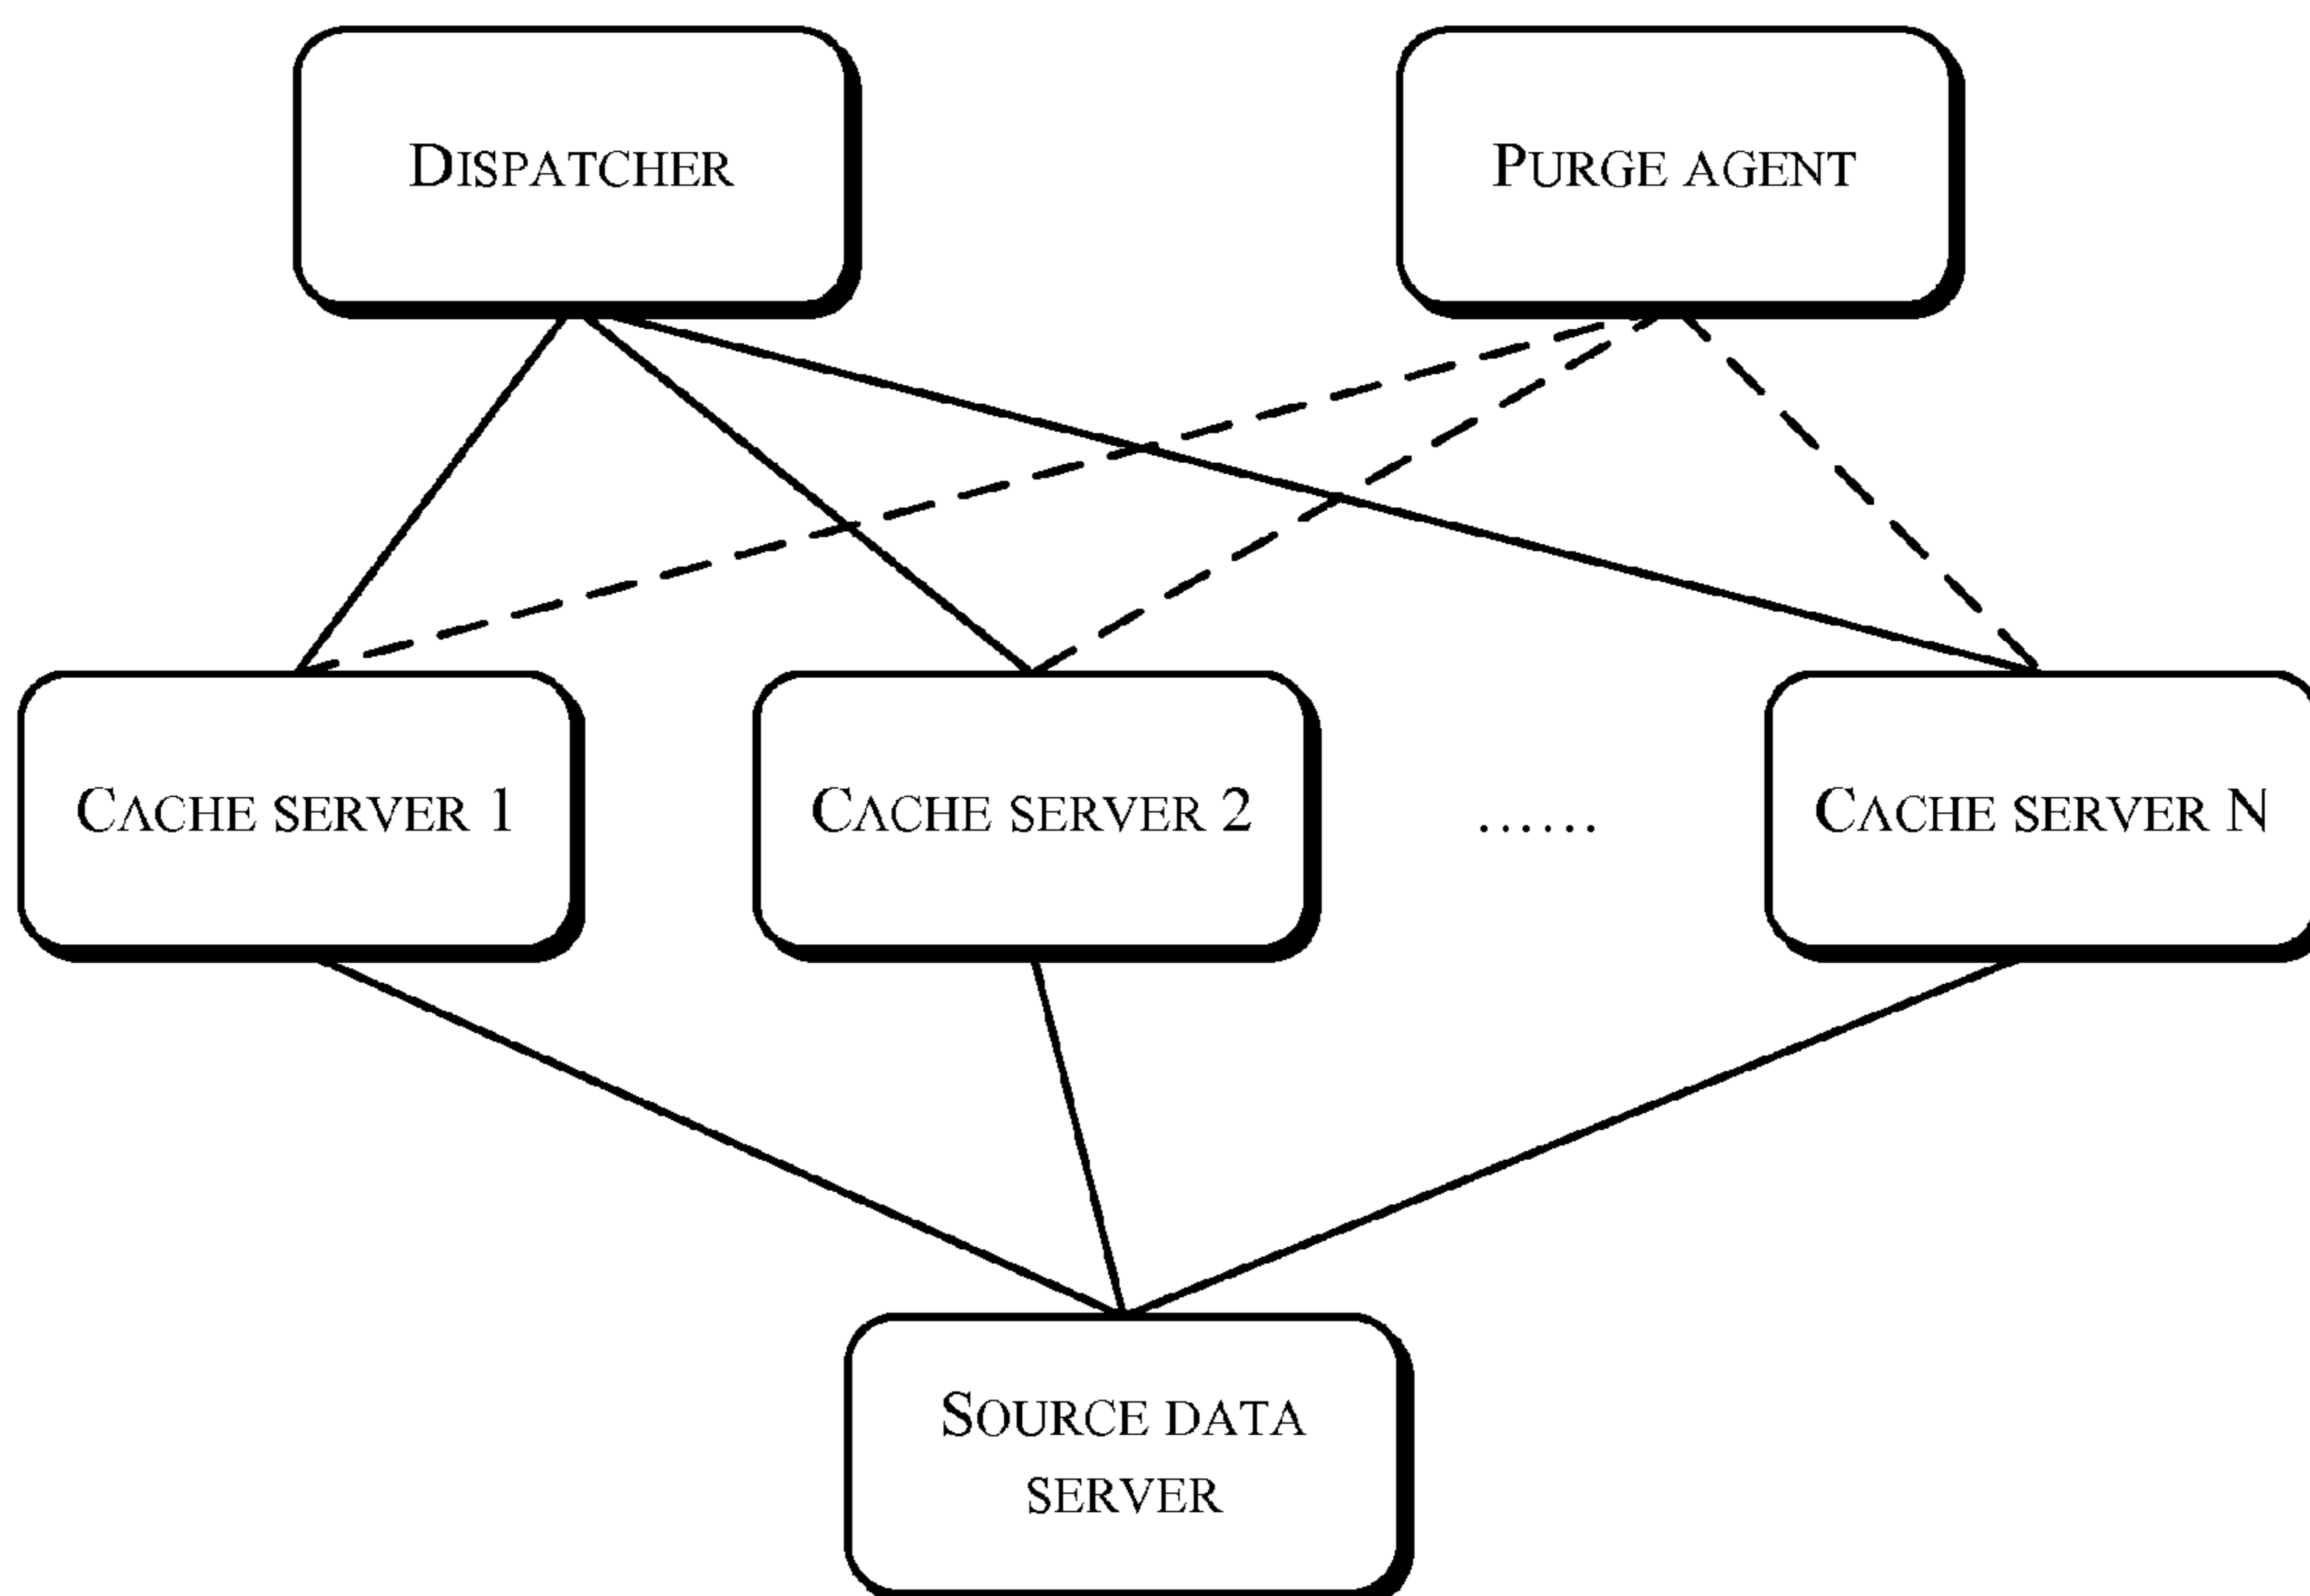 DISPATCHER
PURGE AGENT
CACHE SERVER 1
CACHE SERVER 2
......
CACHE SERVER N
SOURCE DATA
SERVER